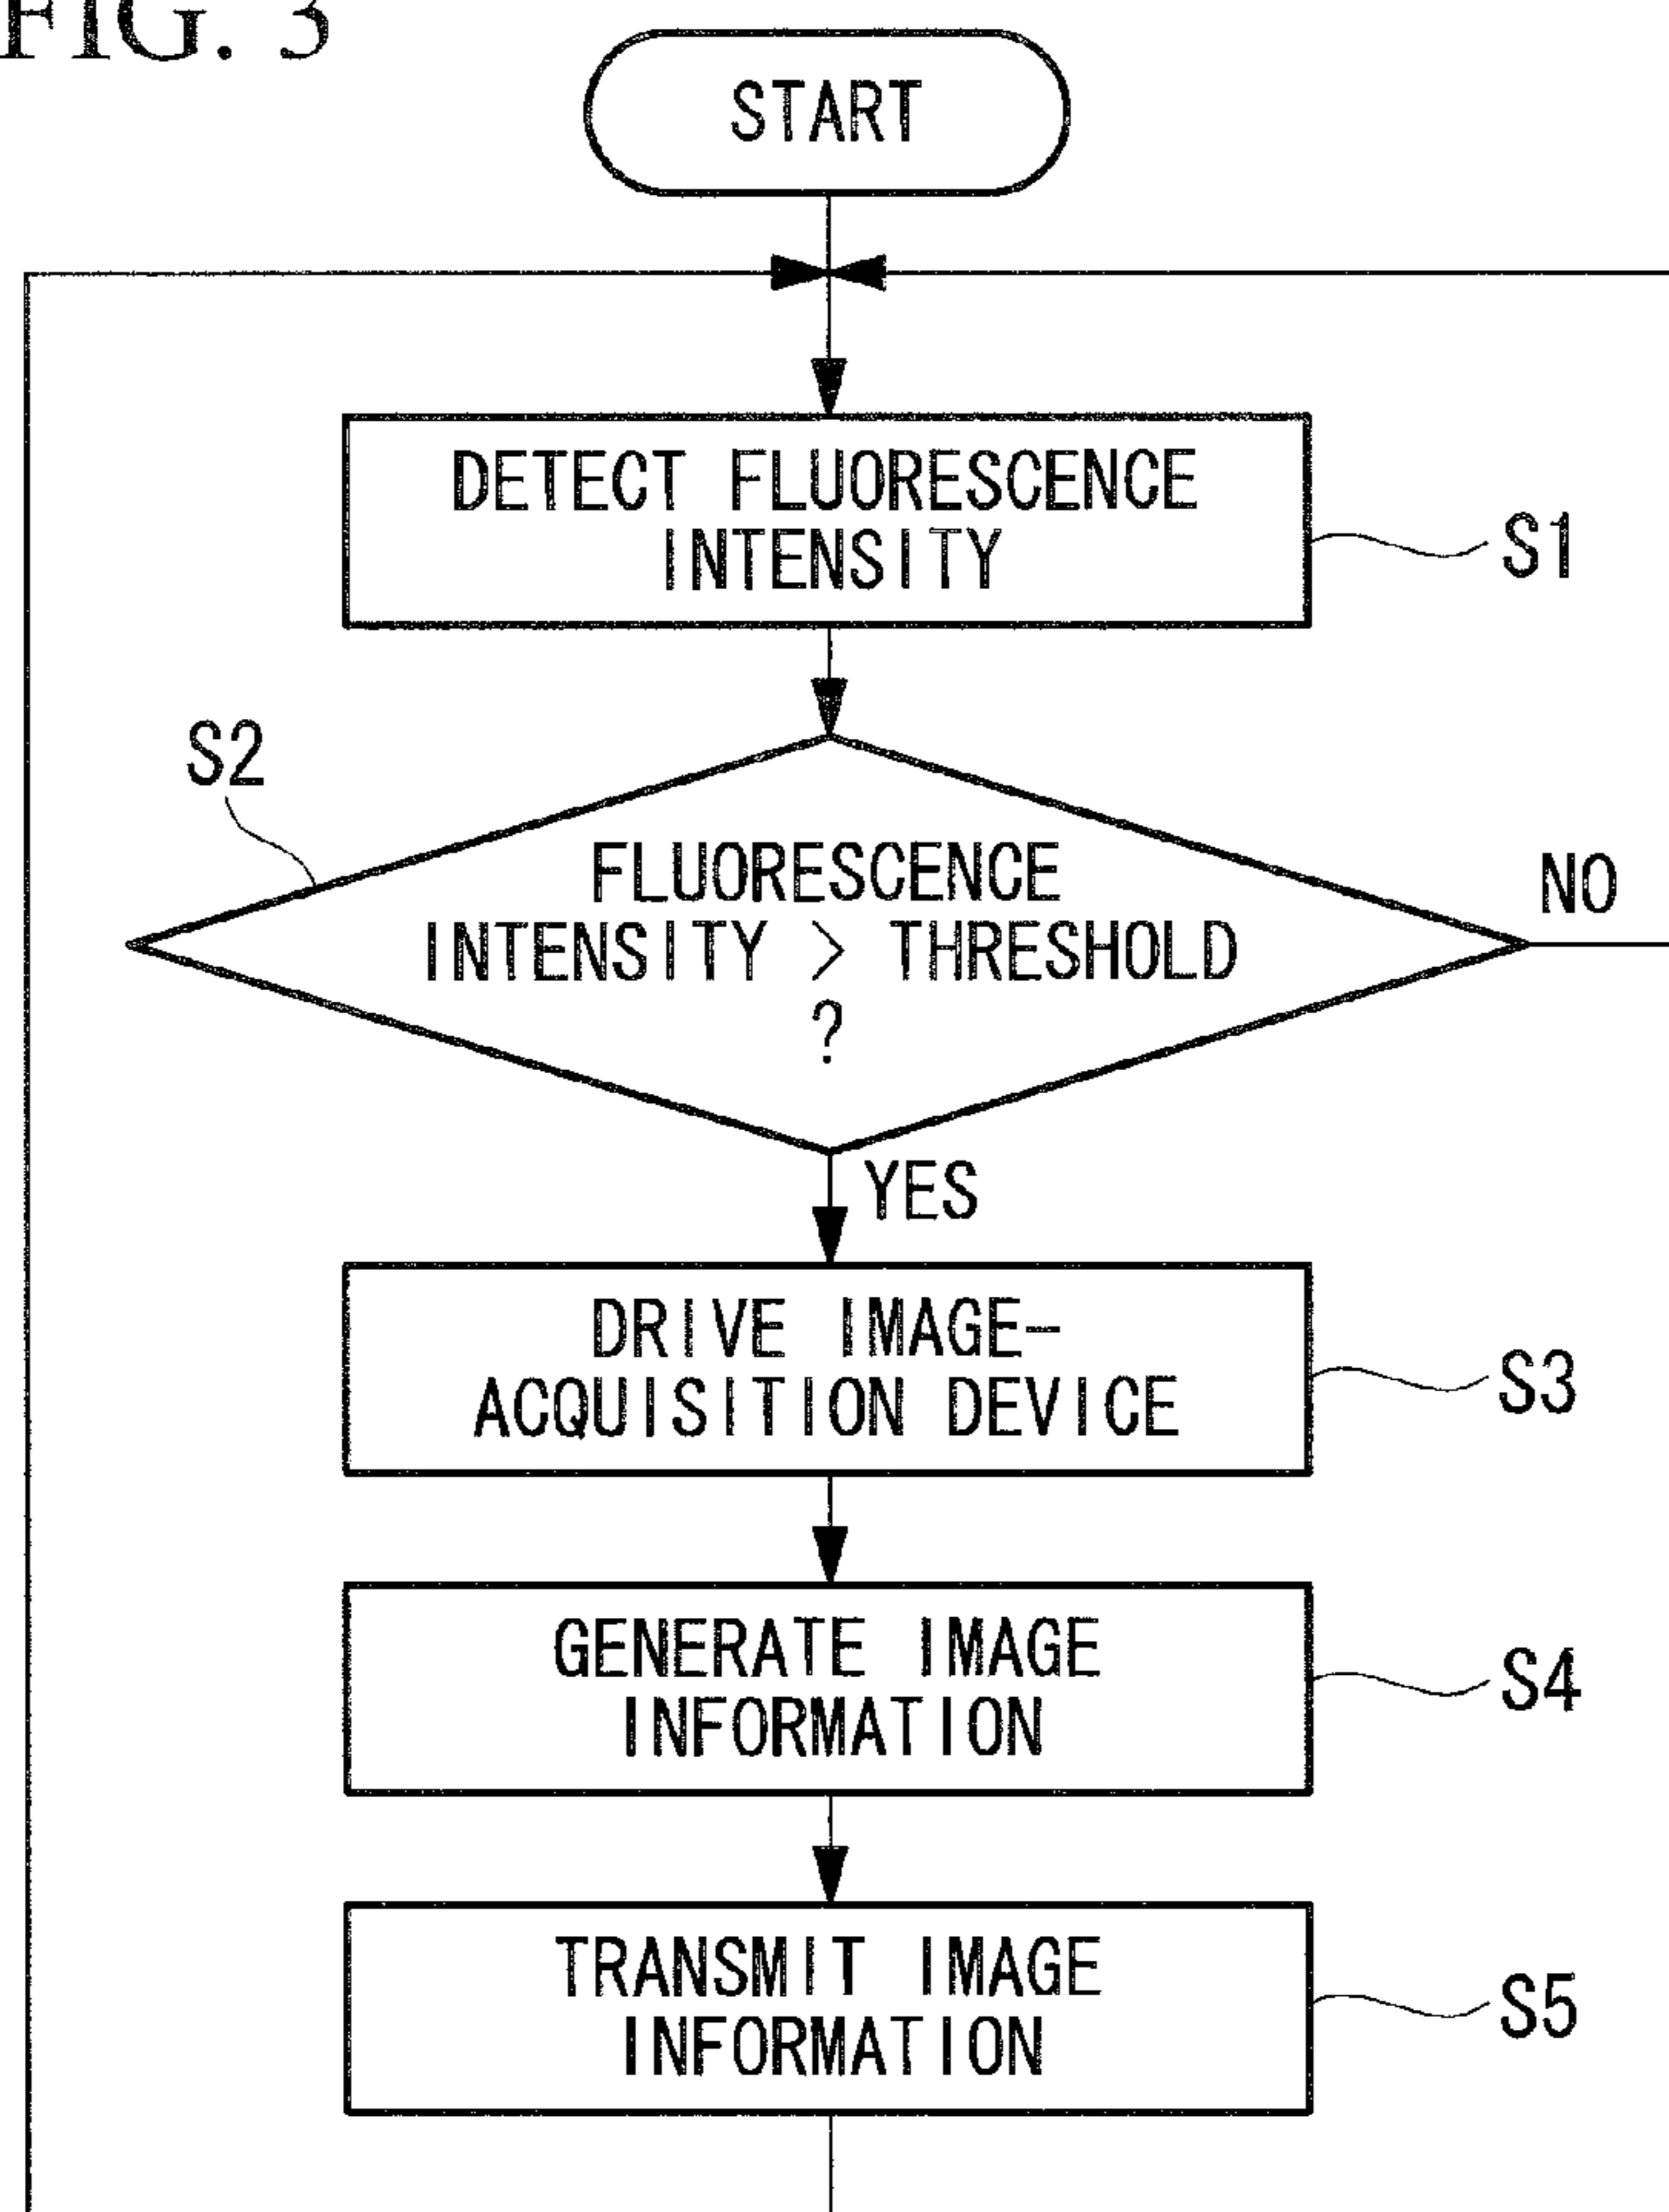 FIG. 3
START
DETECT FLUORESCENCE
INTENSITY
S1
S2
FLUORESCENCE
INTENSITY > THRESHOLD
?
NO
YES
DRIVE IMAGE-
ACQUISITION DEVICE
S3
GENERATE IMAGE
INFORMATION
S4
TRANSMIT IMAGE
INFORMATION
S5